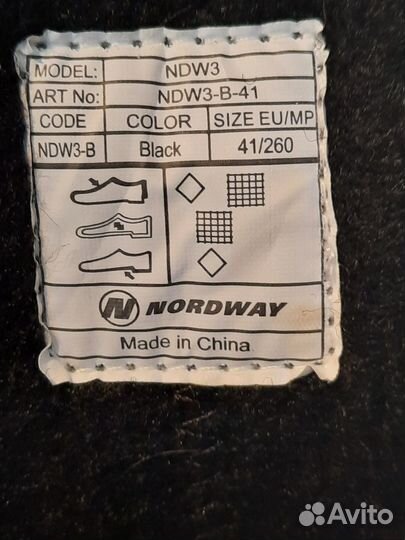 MODEL: NDW3
ART No: NDW3-B-41
CODE COLOR SIZE EU/MP
NDW3-B Black 41/260
N NORDWAY
Made in China
Avito